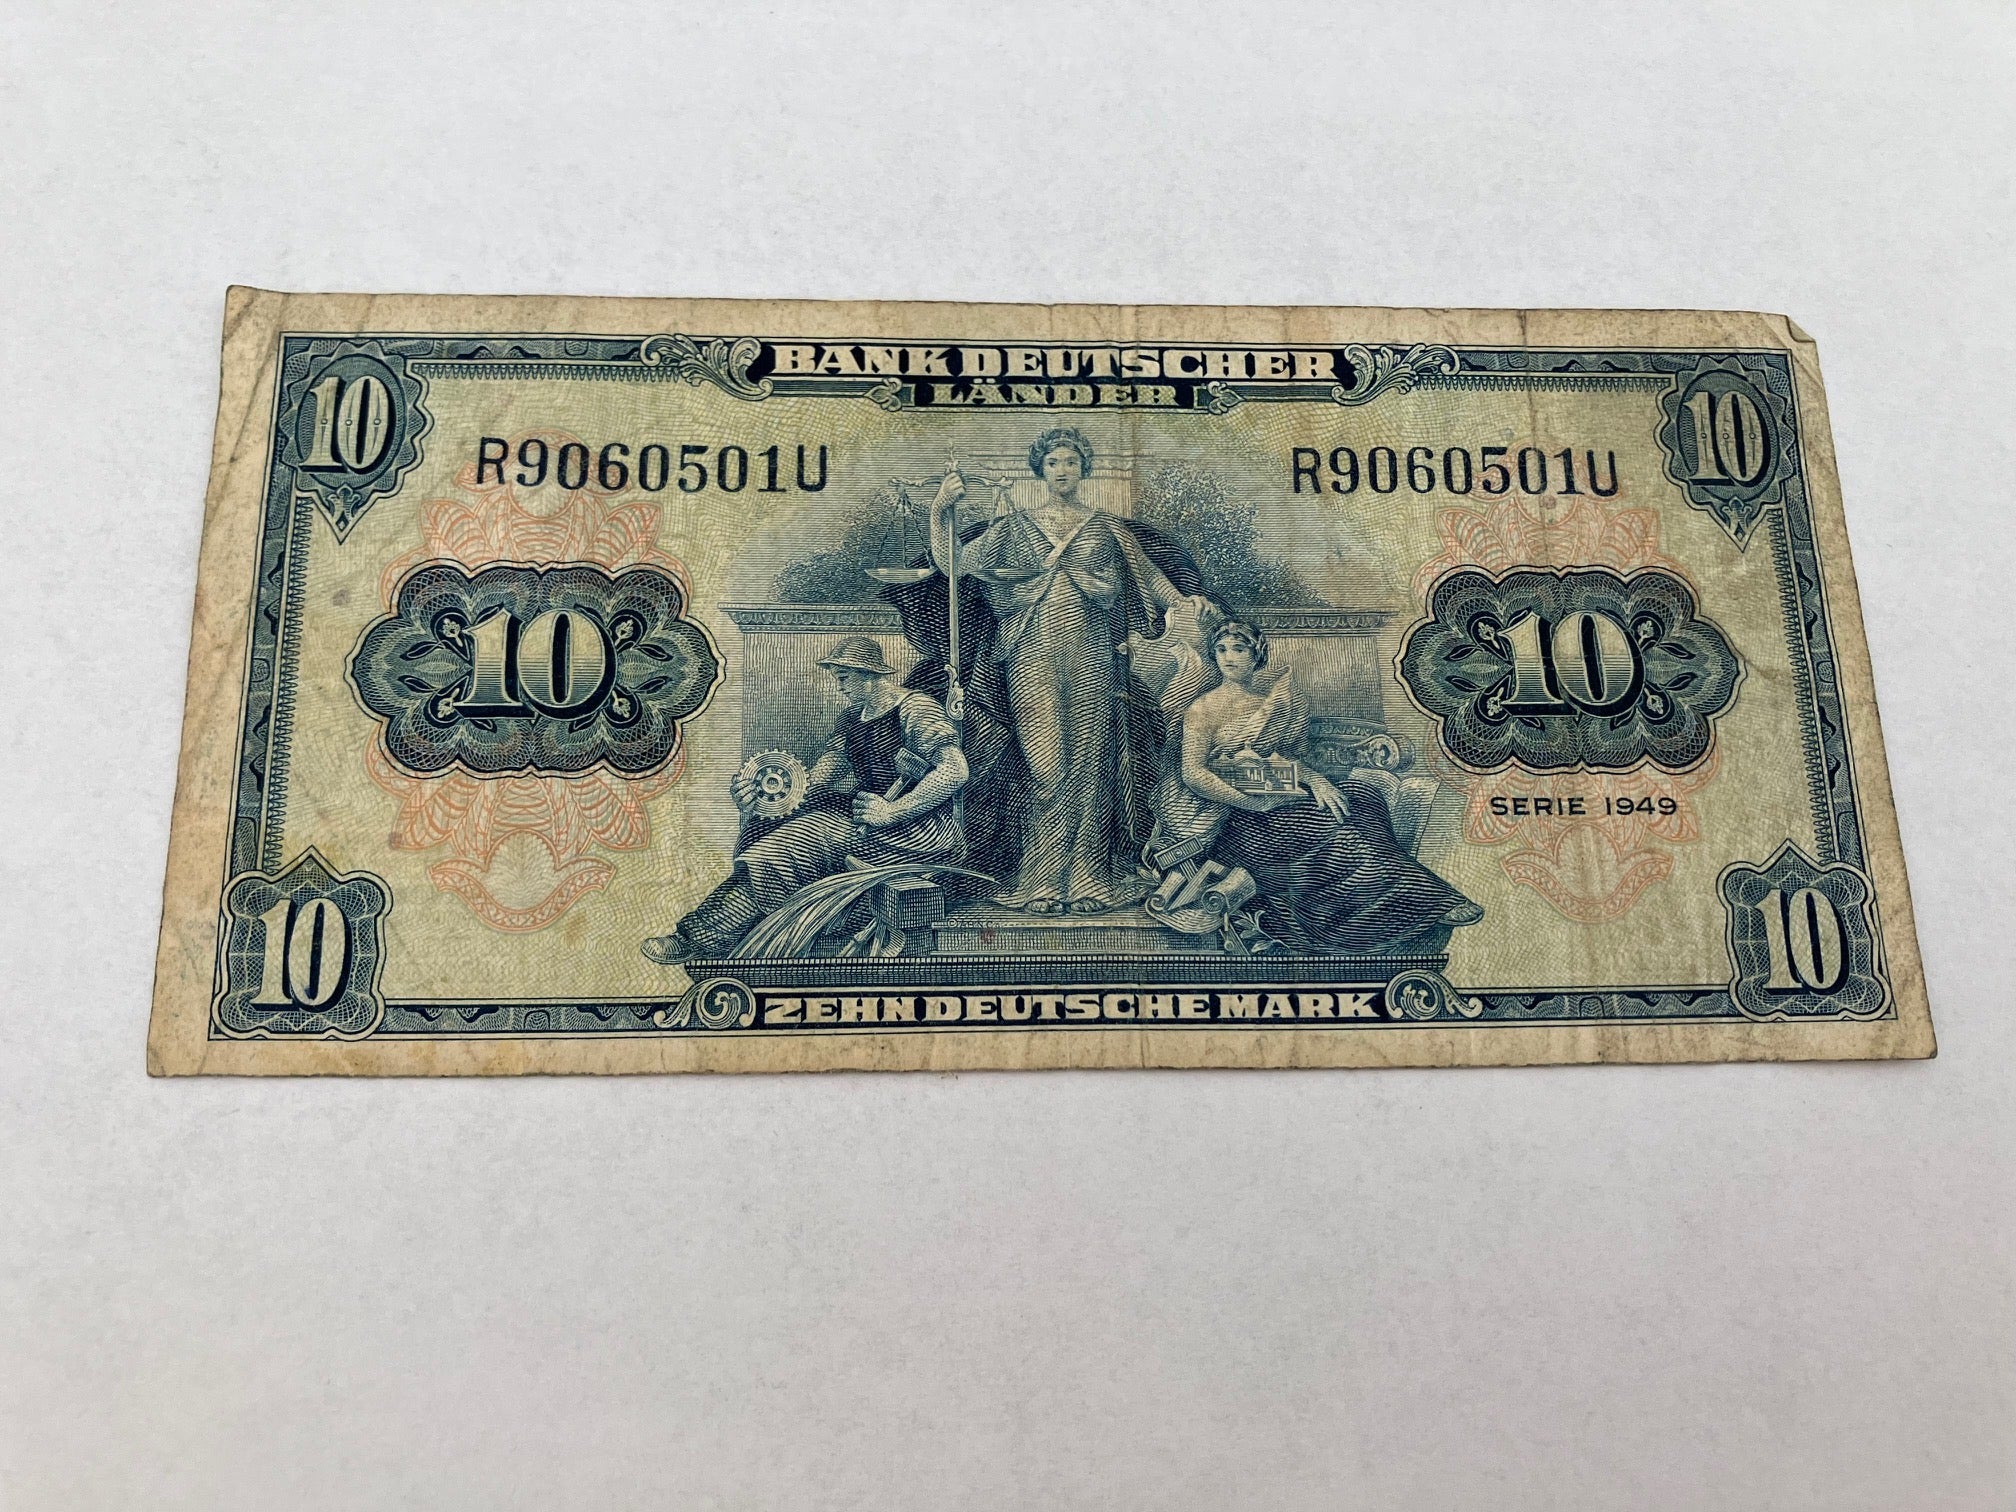 BANK DEUTSCHER
LÄNDER
10 10
R9060501U R9060501U
10 10
SERIE 1949
10 10
ZEHN DEUTSCHE MARK